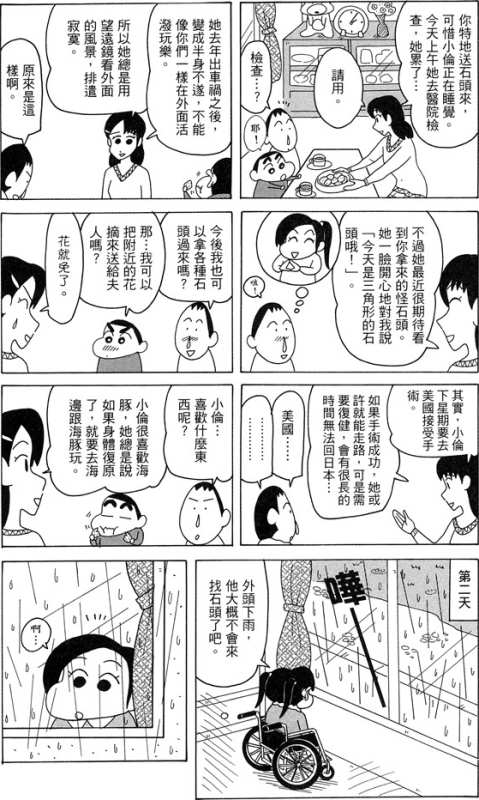 你特地送石頭來，
可惜小倫正在睡覺。
今天上午她去醫院檢
查，她累了…
請用。
檢查…？
耶！
她去年出車禍之後，
變成半身不遂，不能
像你們一樣在外面活
潑玩樂。
所以她總是用
望遠鏡看外面
的風景，排遣
寂寞。
原來是這
樣啊。
不過她最近很期待看
到你拿來的怪石頭。
她一臉開心地對我說
「今天是三角形的石
頭哦！」。
今後我也可
以拿各種石
頭過來嗎？
那…我可以
把附近的花
摘來送給夫
人嗎？
花就免了。
其實，小倫
下星期要去
美國接受手
術。
如果手術成功，她或
許就能走路，可是需
要復健，會有很長的
時間無法回日本…
美國…
………
………
小倫…
喜歡什麼東
西呢？
小倫很喜歡海
豚，她總是說
如果身體復原
了，就要去海
邊跟海豚玩。
第二天
嘩
外頭下雨，
他大概不會來
找石頭了吧。
啊…